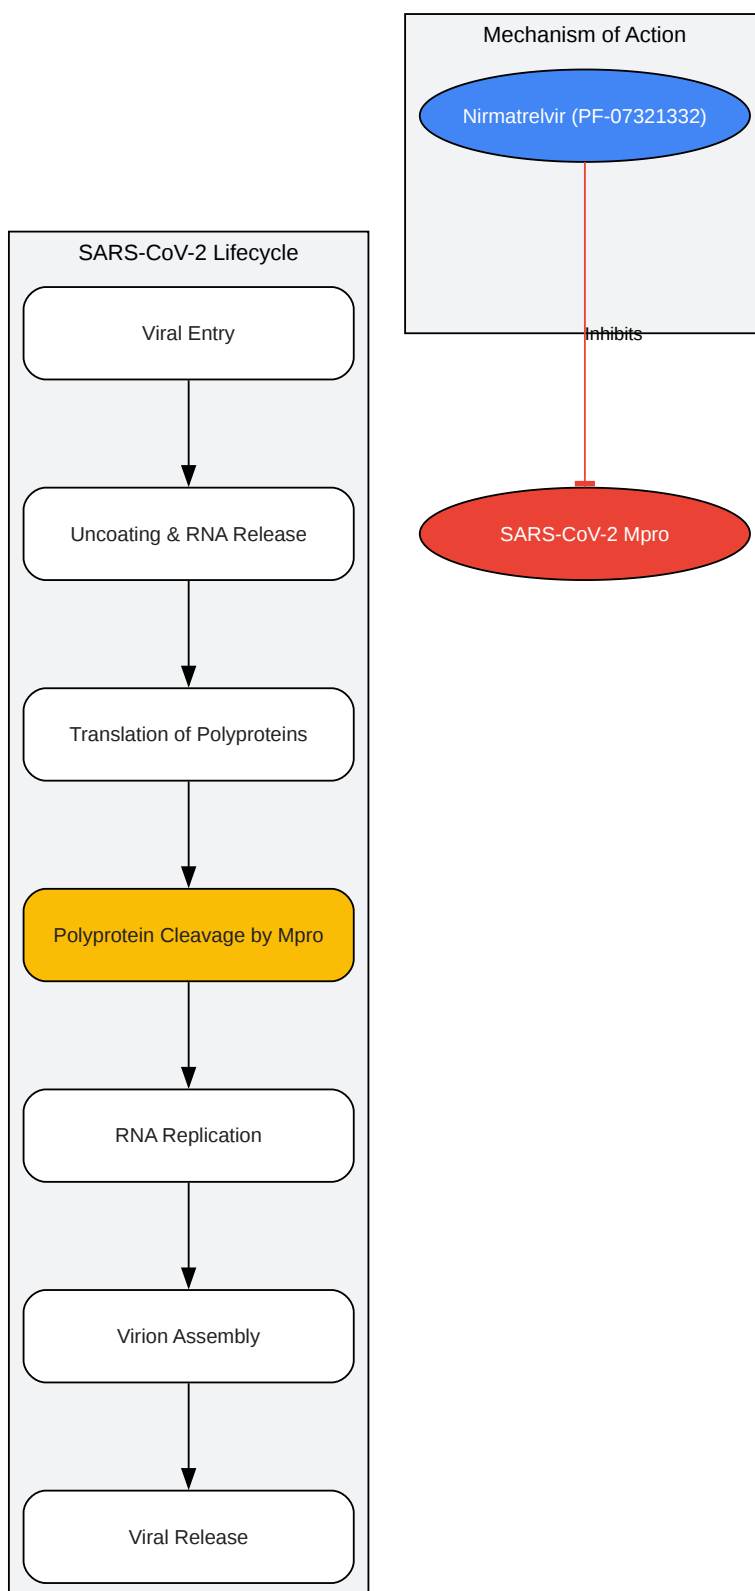 Mechanism of Action
Nirmatrelvir (PF-07321332)
Inhibits
SARS-CoV-2 Mpro
SARS-CoV-2 Lifecycle
Viral Entry
Uncoating & RNA Release
Translation of Polyproteins
Polyprotein Cleavage by Mpro
RNA Replication
Virion Assembly
Viral Release